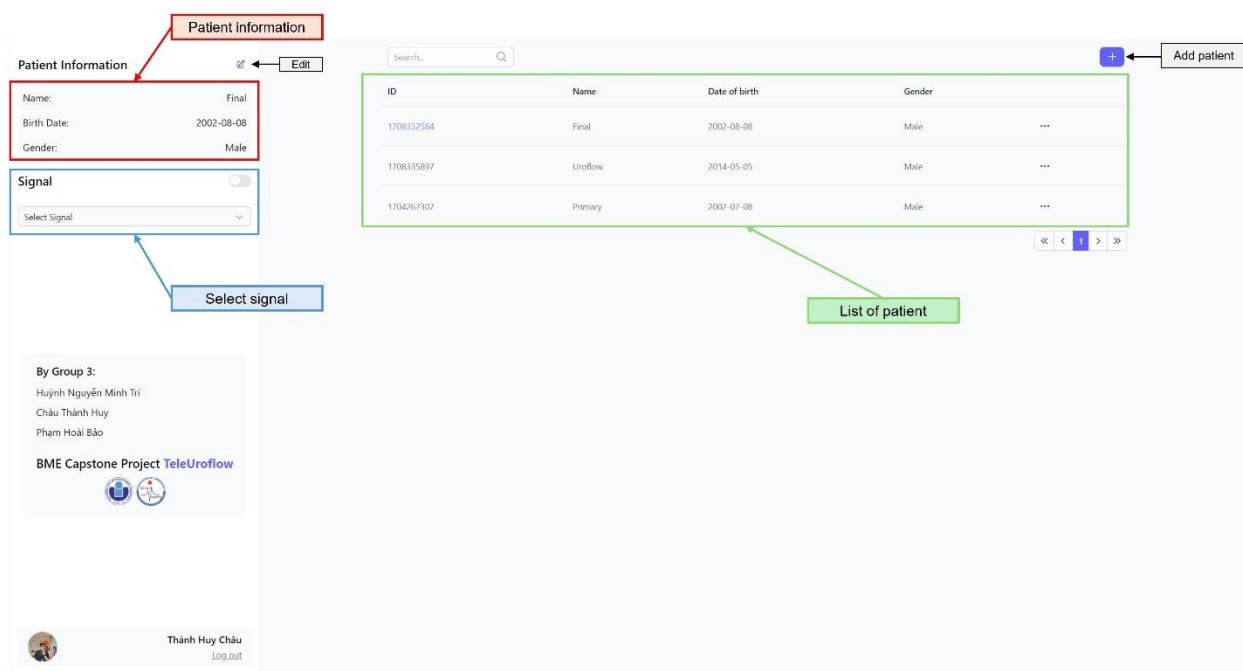 Patient information
Patient Information
Edit
Name: Final
Birth Date: 2002-08-08
Gender: Male
Signal
Select Signal
Select signal
Search...
Add patient
ID Name Date of birth Gender
1708332584 Final 2002-08-08 Male ...
1708335897 Uroflow 2014-05-05 Male ...
1704267307 Primary 2002-07-08 Male ...
« < 1 > »
List of patient
By Group 3:
Huỳnh Nguyễn Minh Trí
Châu Thành Huy
Phạm Hoài Bảo
BME Capstone Project TeleUroflow
Thành Huy Châu
Log out